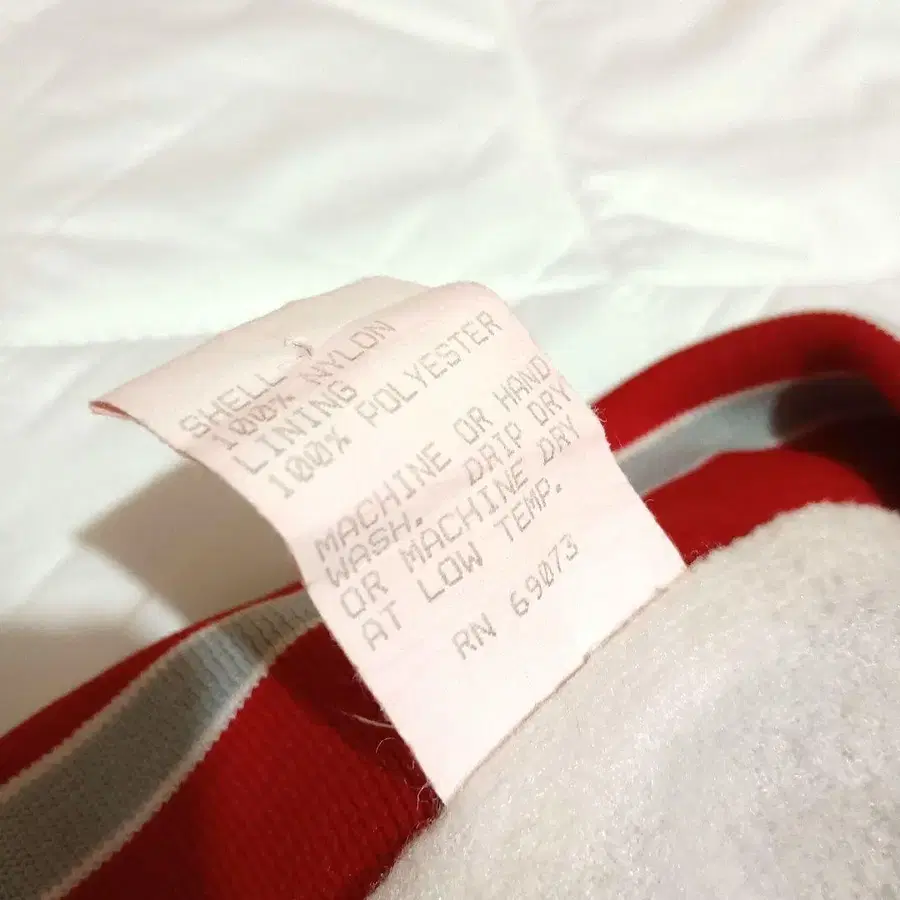 SHELL
100% NYLON
LINING
100% POLYESTER
MACHINE OR HAND
WASH. DRIP DRY
OR MACHINE DRY
AT LOW TEMP.
RN 69073